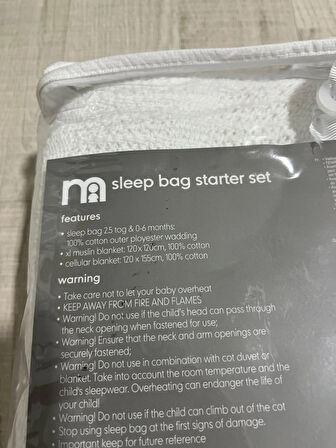 m
sleep bag starter set
features
• sleep bag 2.5 tog & 0-6 months:
100% cotton outer ployester wadding
• xl muslin blanket: 120 x 120cm, 100% cotton
• cellular blanket: 120 x 155cm, 100% cotton
warning
• Take care not to let your baby overheat
• KEEP AWAY FROM FIRE AND FLAMES
• Warning! Do not use if the child's head can pass through
the neck opening when fastened for use;
• Warning! Ensure that the neck and arm openings are
securely fastened;
• Warning! Do not use in combination with cot duvet or
blanket. Take into account the room temperature and the
child's sleepwear. Overheating can endanger the life of
your child!
• Warning! Do not use if the child can climb out of the cot
• Stop using sleep bag at the first signs of damage.
Important keep for future reference